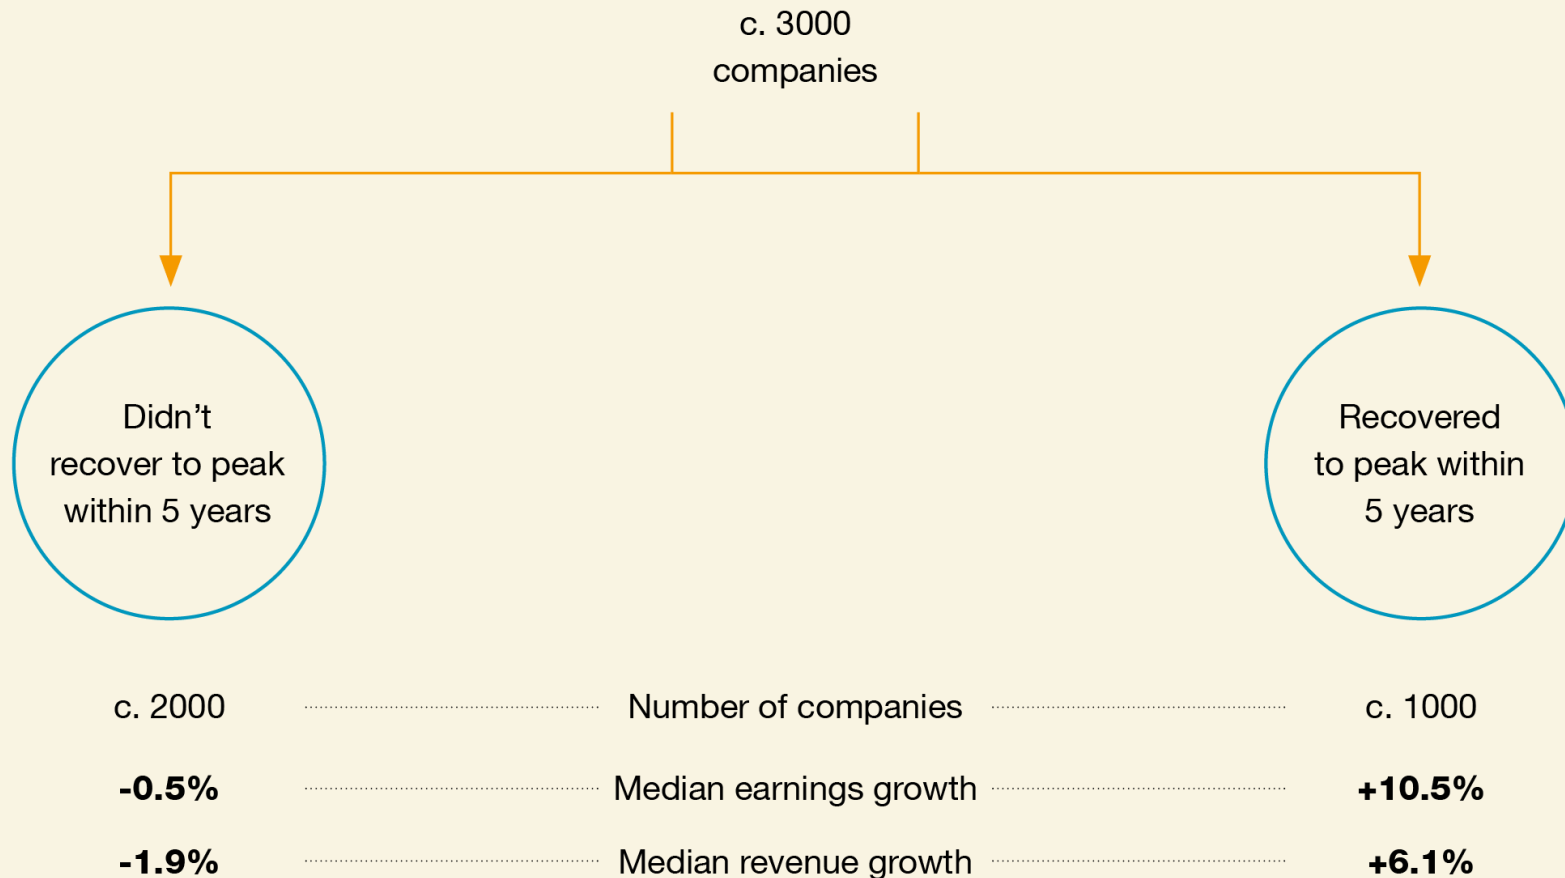 c. 3000
companies
Didn’t
recover to peak
within 5 years
Recovered
to peak within
5 years
c. 2000 Number of companies c. 1000
-0.5% Median earnings growth +10.5%
-1.9% Median revenue growth +6.1%